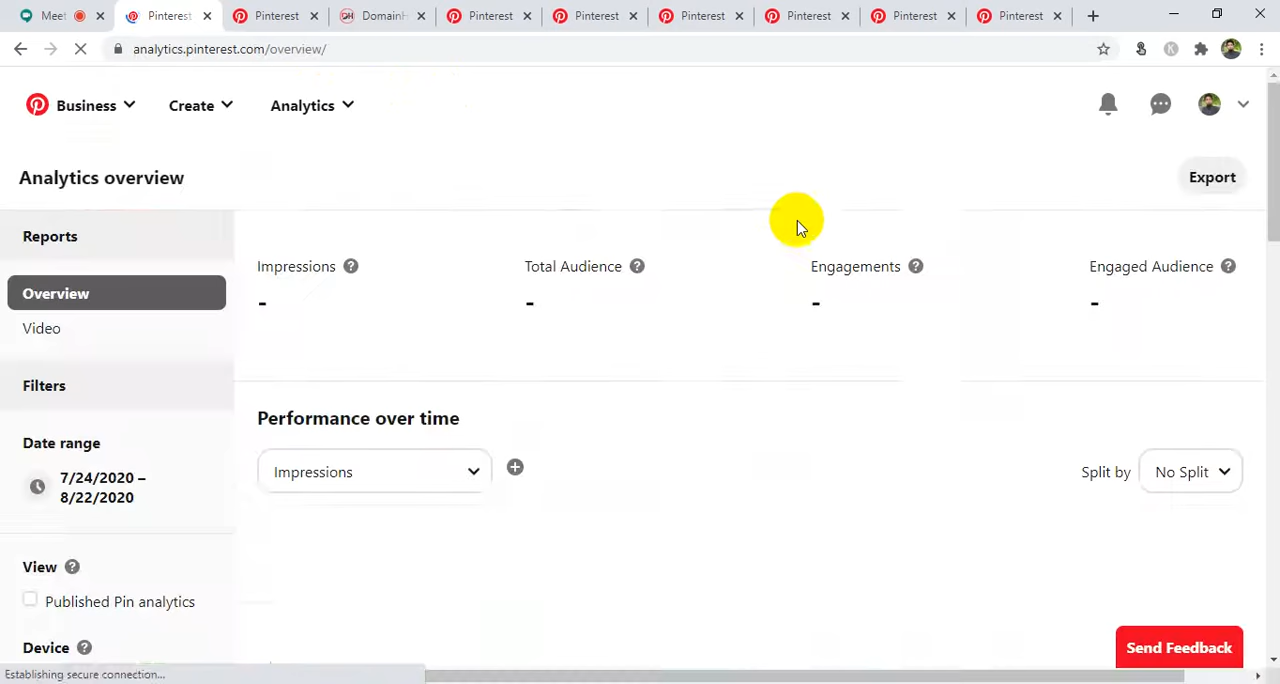 Meet
Pinterest
Pinterest
DomainH
Pinterest
Pinterest
Pinterest
Pinterest
Pinterest
Pinterest
analytics.pinterest.com/overview/
K
Business
Create
Analytics
Analytics overview
Export
Reports
Overview
Video
Filters
Date range
7/24/2020 –
8/22/2020
View
Published Pin analytics
Device
Impressions
-
Total Audience
-
Engagements
-
Engaged Audience
-
Performance over time
Impressions
Split by
No Split
Send Feedback
Establishing secure connection...